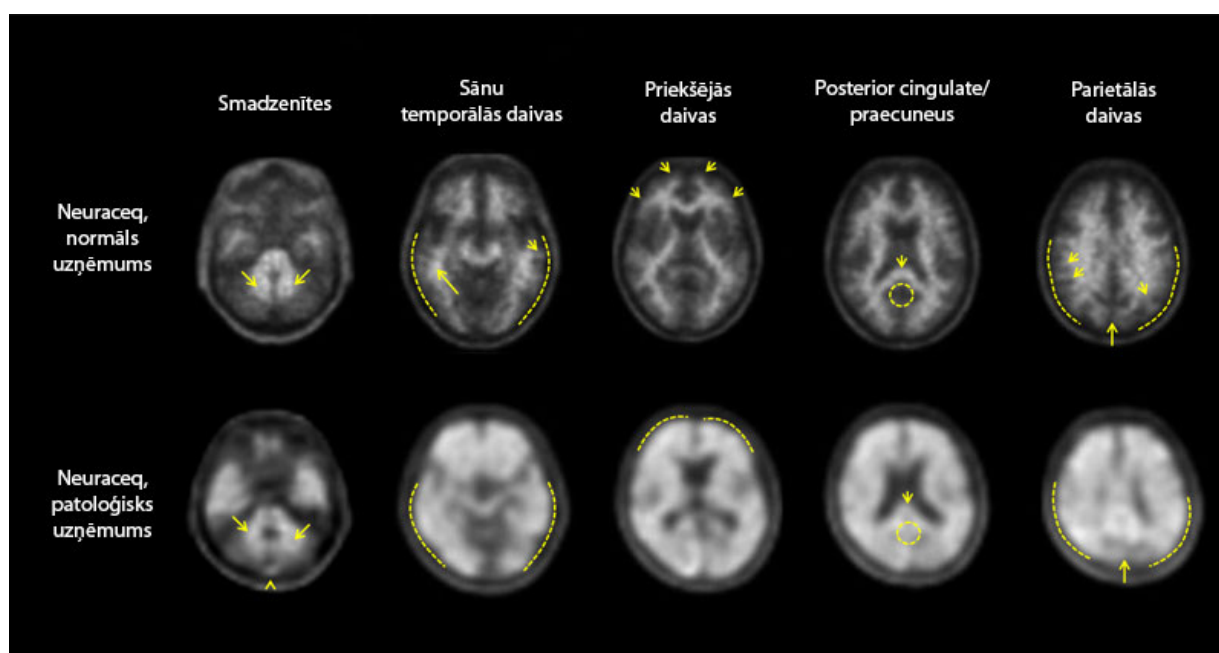 Smadzenītes
Sānu
temporālās daivas
Priekšējās
daivas
Posterior cingulate/
praecuneus
Parietālās
daivas
Neuraceq,
normāls
uzņēmums
Neuraceq,
patoloģisks
uzņēmums